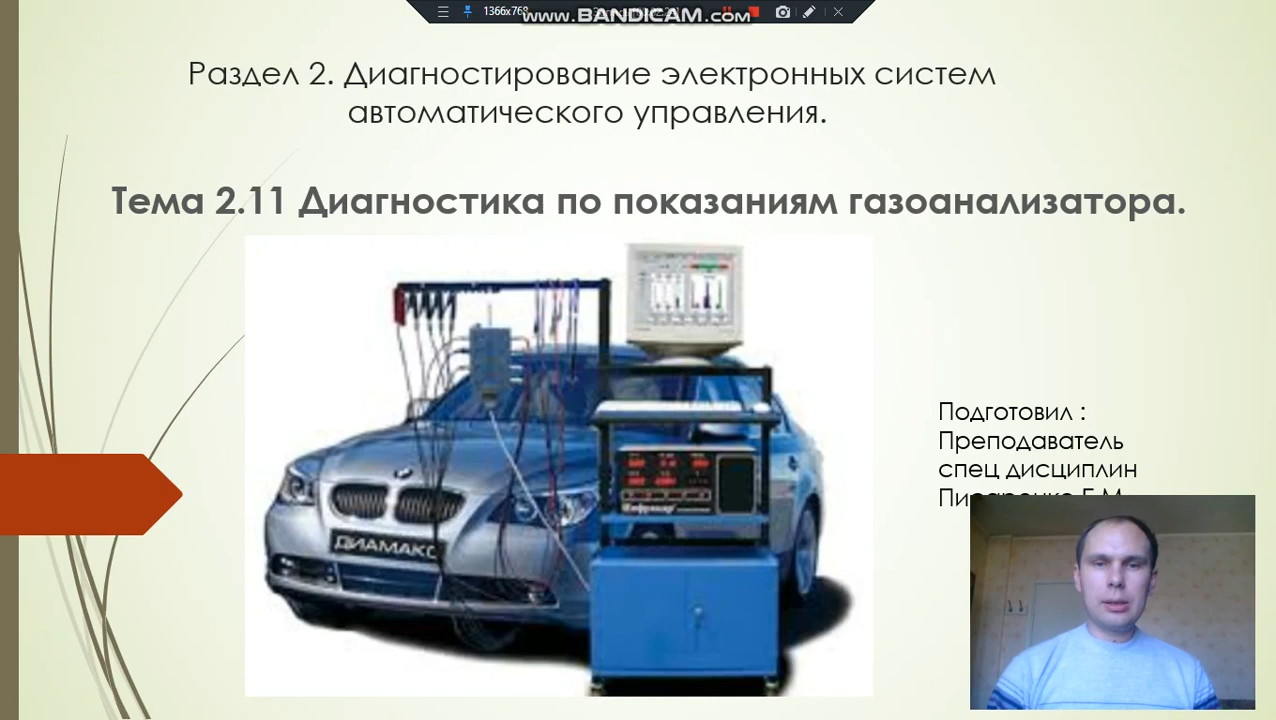 1366x768
www.BANDICAM.com
Раздел 2. Диагностирование электронных систем
автоматического управления.
Тема 2.11 Диагностика по показаниям газоанализатора.
ДИАМАКС
Подготовил :
Преподаватель
спец дисциплин